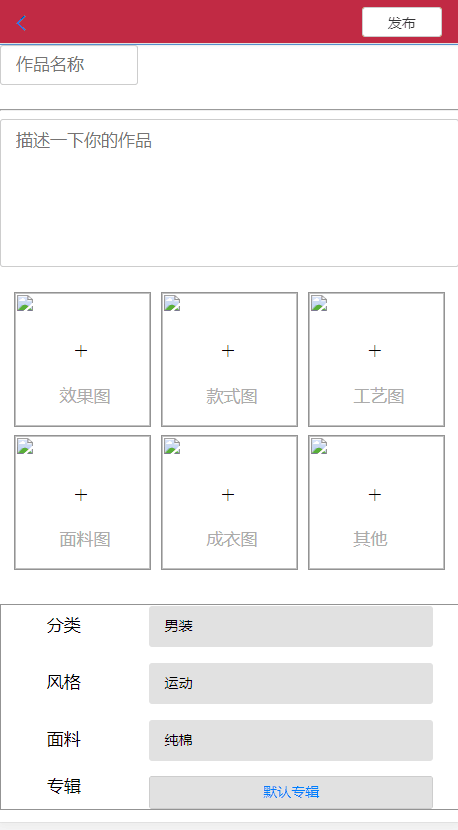 发布
作品名称
描述一下你的作品
+ + +
效果图 款式图 工艺图
+ + +
面料图 成衣图 其他
分类 男装
风格 运动
面料 纯棉
专辑 默认专辑